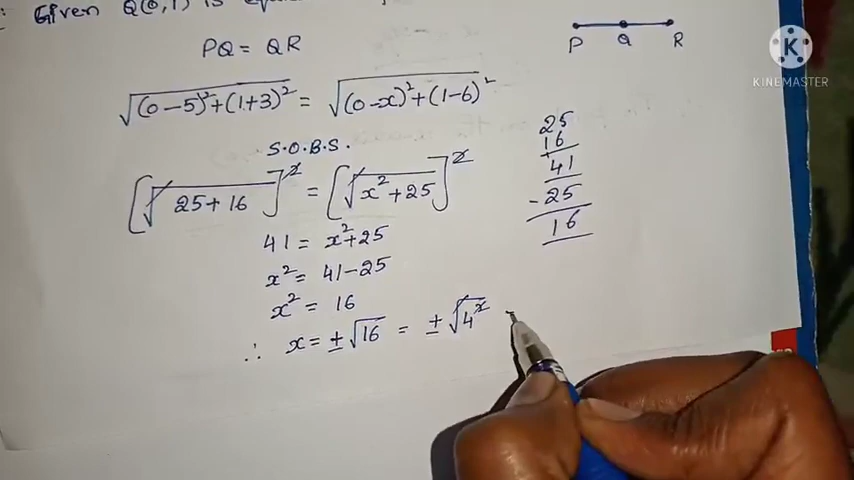 Given Q(0,1) is
PQ = QR
P Q R
√(0-5)²+(1+3)² = √(0-x)²+(1-6)²
S.O.B.S.
[√25+16]² = [√x²+25]²
41 = x²+25
x² = 41-25
x² = 16
∴ x = ±√16 = ±√4²
25
16
+
41
-25
16
K
KINEMASTER